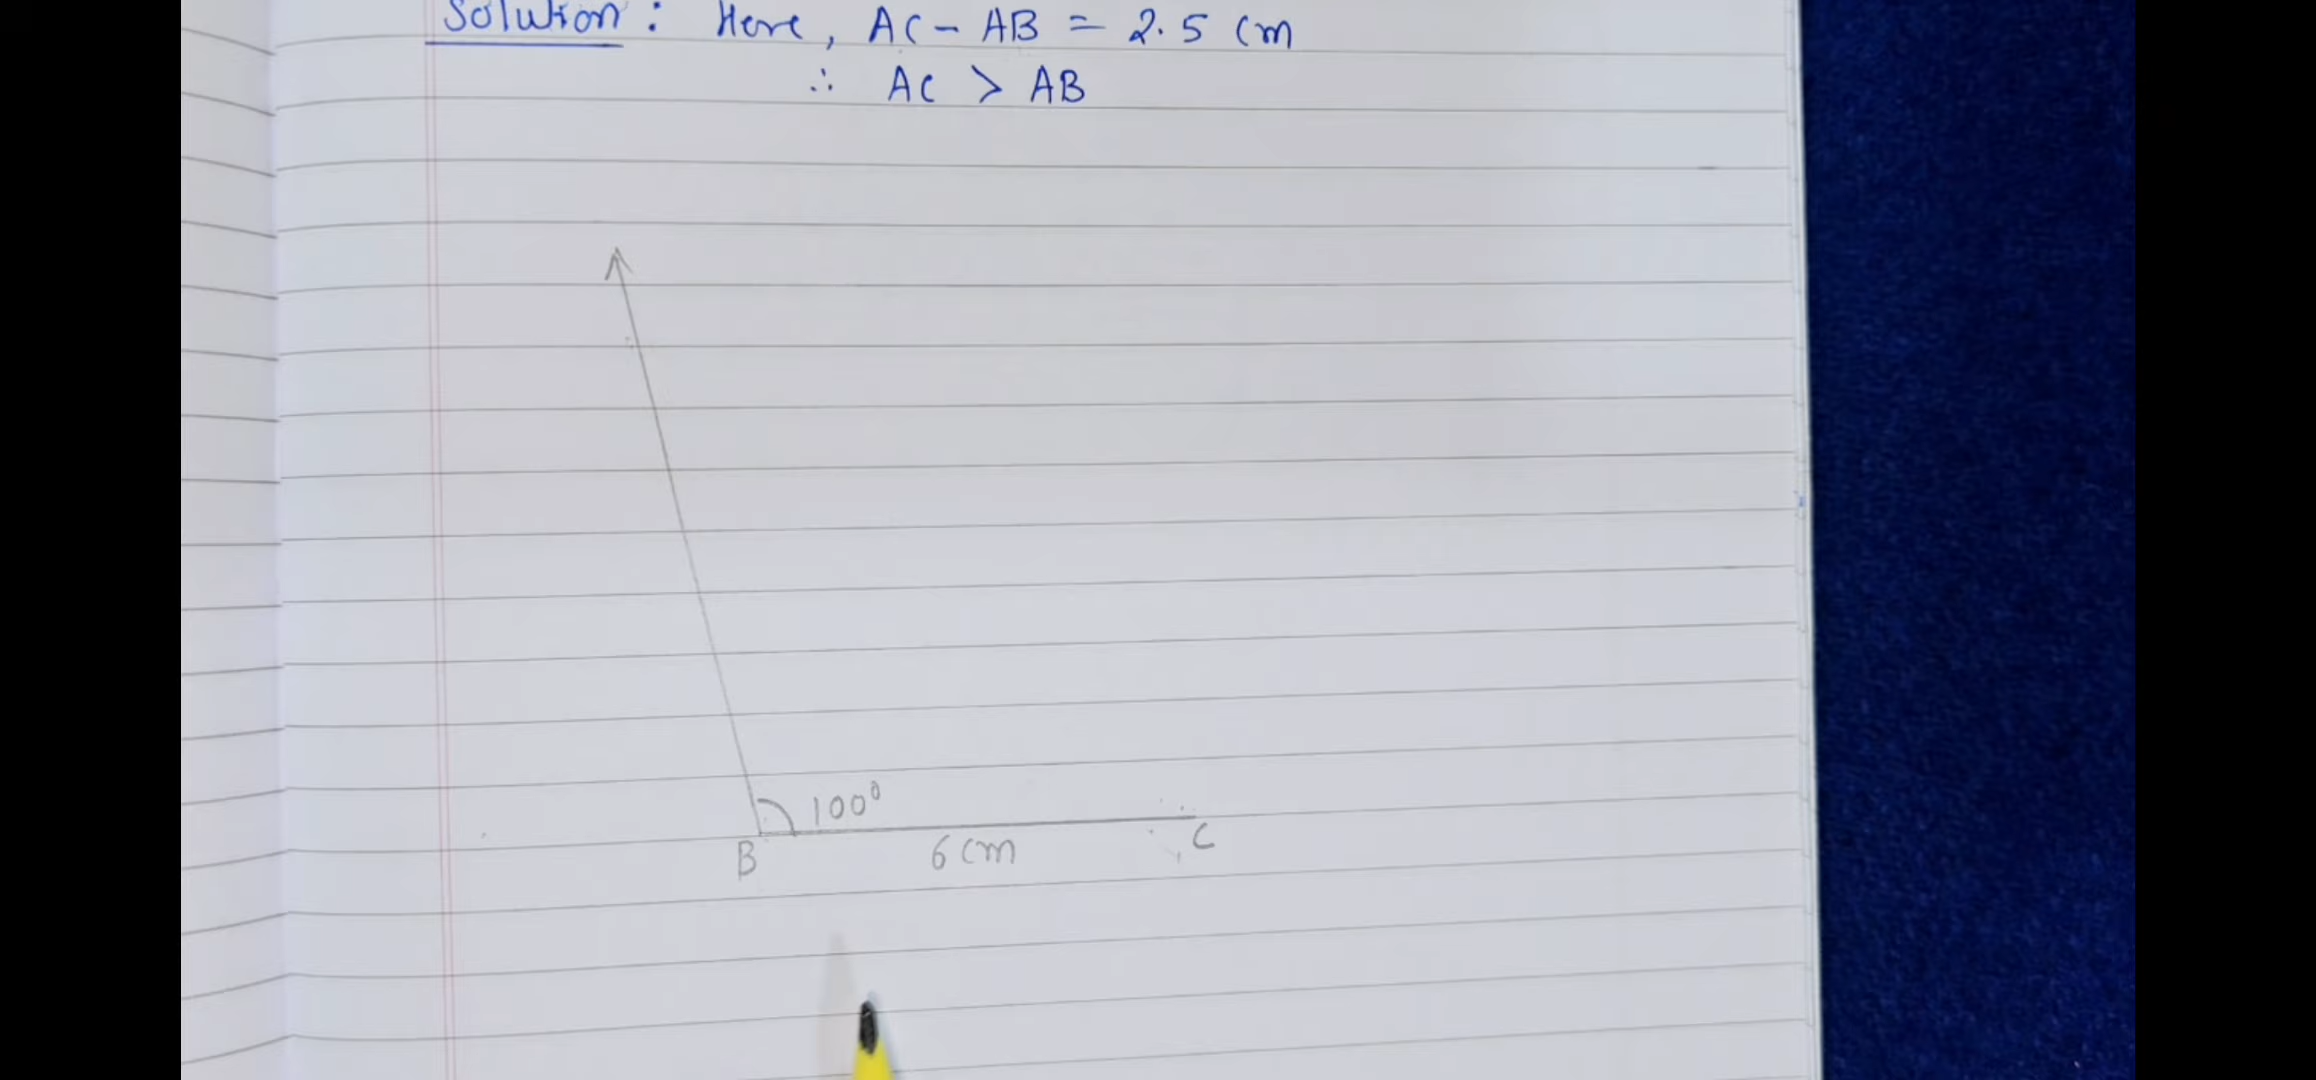 Solution : Here, AC - AB = 2.5 cm
∴ AC > AB
100°
B 6 cm C